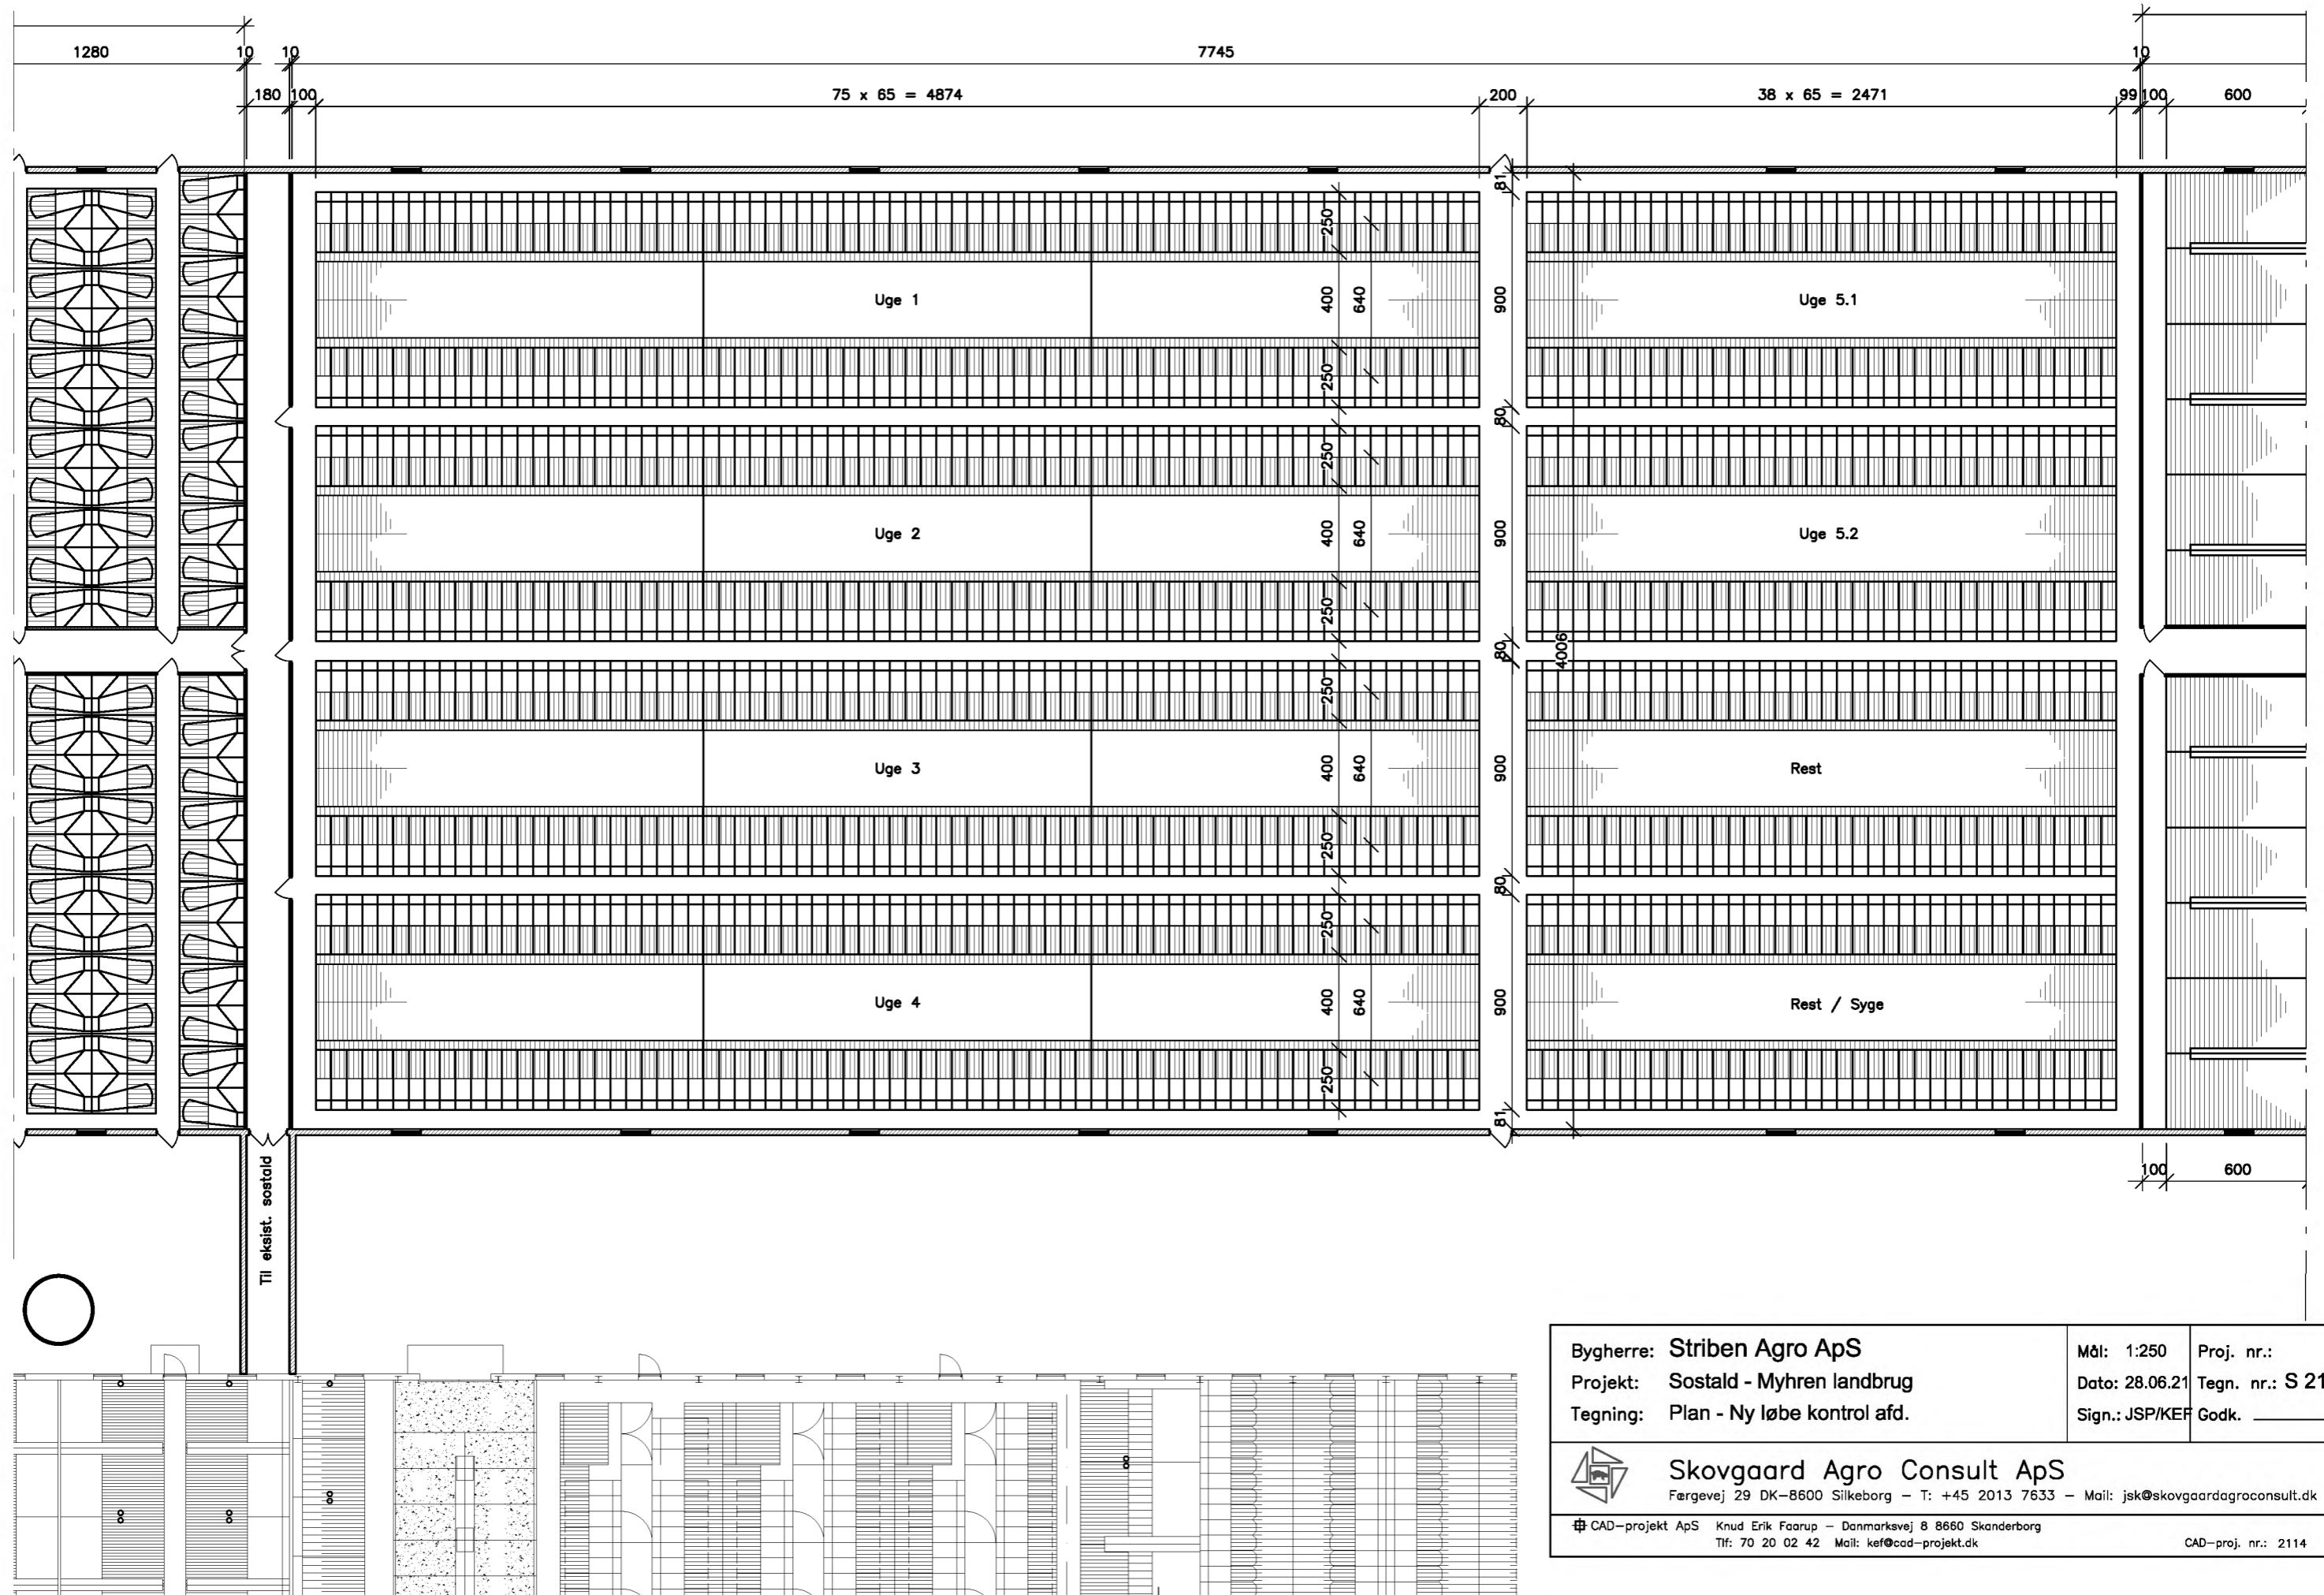 1280
10
10
7745
10
180
100
75 x 65 = 4874
200
38 x 65 = 2471
99
100
600
81
250
400
640
900
Uge 1
Uge 5.1
250
80
250
400
640
900
Uge 2
Uge 5.2
250
80
4006
250
400
640
900
Uge 3
Rest
250
80
250
400
640
900
Uge 4
Rest / Syge
250
81
100
600
Til eksist. sostald
Bygherre: Striben Agro ApS
Mål: 1:250
Proj. nr.:
Projekt: Sostald - Myhren landbrug
Dato: 28.06.21
Tegn. nr.: S 21
Tegning: Plan - Ny løbe kontrol afd.
Sign.: JSP/KEF
Godk.
Skovgaard Agro Consult ApS
Færgevej 29 DK-8600 Silkeborg - T: +45 2013 7633 - Mail: jsk@skovgaardagroconsult.dk
CAD-projekt ApS Knud Erik Faarup - Danmarksvej 8 8660 Skanderborg
Tlf: 70 20 02 42 Mail: kef@cad-projekt.dk
CAD-proj. nr.: 2114